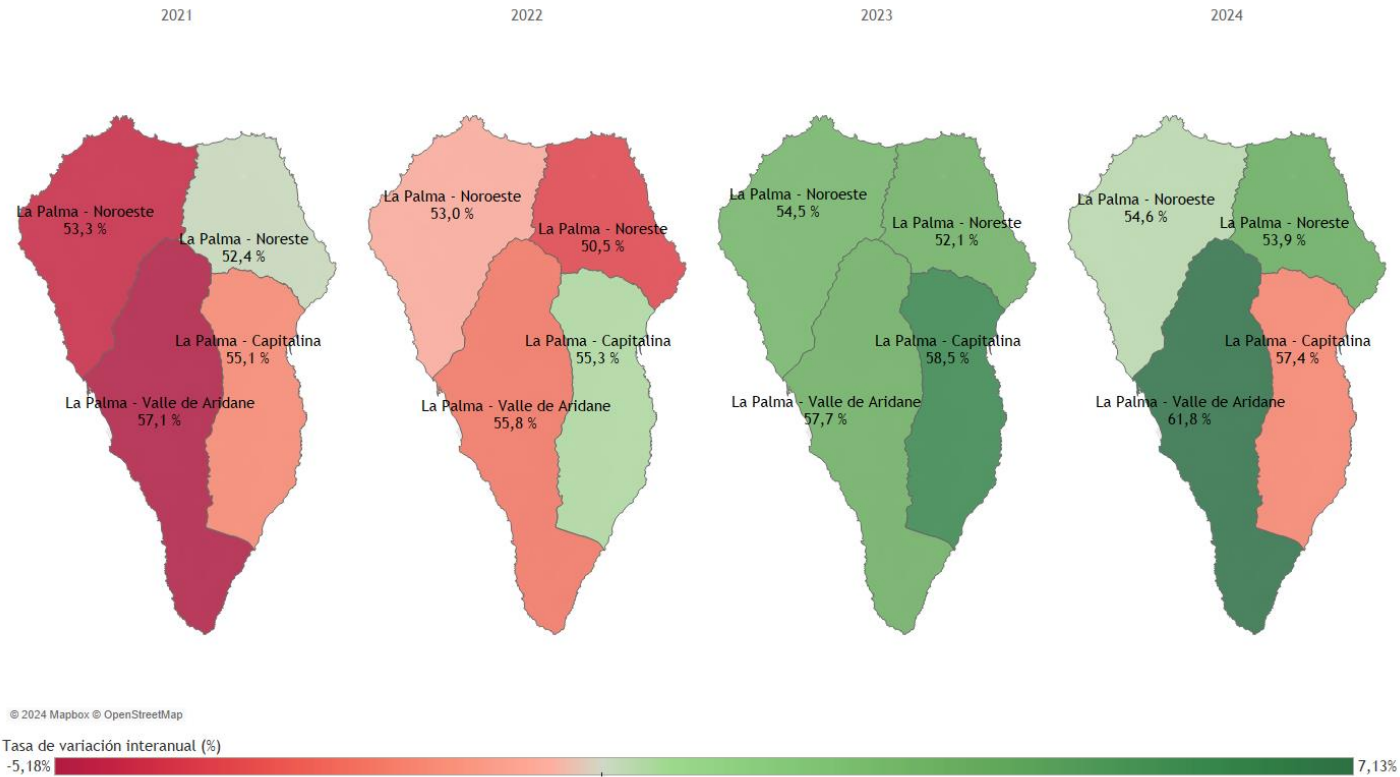 2021
2022
2023
2024
La Palma - Noroeste
53,3 %
La Palma - Noreste
52,4 %
La Palma - Capitalina
55,1 %
La Palma - Valle de Aridane
57,1 %
La Palma - Noroeste
53,0 %
La Palma - Noreste
50,5 %
La Palma - Capitalina
55,3 %
La Palma - Valle de Aridane
55,8 %
La Palma - Noroeste
54,5 %
La Palma - Noreste
52,1 %
La Palma - Capitalina
58,5 %
La Palma - Valle de Aridane
57,7 %
La Palma - Noroeste
54,6 %
La Palma - Noreste
53,9 %
La Palma - Capitalina
57,4 %
La Palma - Valle de Aridane
61,8 %
© 2024 Mapbox © OpenStreetMap
Tasa de variación interanual (%)
-5,18%
7,13%